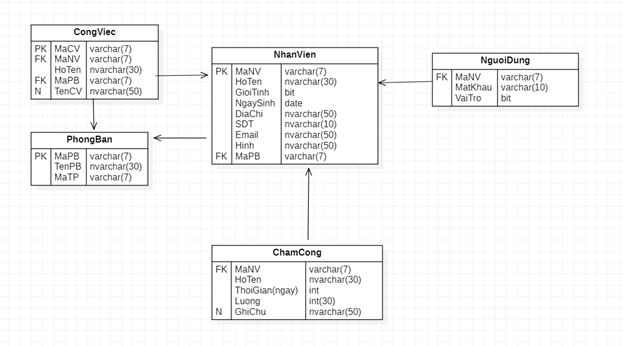 CongViec
PK MaCV varchar(7)
FK MaNV varchar(7)
HoTen nvarchar(30)
FK MaPB varchar(7)
N TenCV nvarchar(50)
NhanVien
PK MaNV varchar(7)
HoTen nvarchar(30)
GioiTinh bit
NgaySinh date
DiaChi nvarchar(50)
SDT nvarchar(10)
Email nvarchar(50)
Hinh nvarchar(50)
FK MaPB varchar(7)
NguoiDung
FK MaNV varchar(7)
MatKhau varchar(10)
VaiTro bit
PhongBan
PK MaPB varchar(7)
TenPB nvarchar(30)
MaTP varchar(7)
ChamCong
FK MaNV varchar(7)
HoTen nvarchar(30)
ThoiGian(ngay) int
Luong int(30)
N GhiChu nvarchar(50)